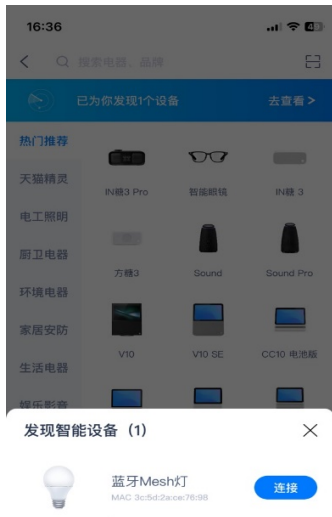 16:36
搜索电器、品牌
已为你发现1个设备
去查看 >
热门推荐
天猫精灵
IN糖3 Pro
智能眼镜
IN糖 3
电工照明
厨卫电器
方糖3
Sound
Sound Pro
环境电器
家居安防
V10
V10 SE
CC10 电池版
生活电器
娱乐影音
发现智能设备（1）
蓝牙Mesh灯
MAC 3c:5d:2a:ce:76:98
连接